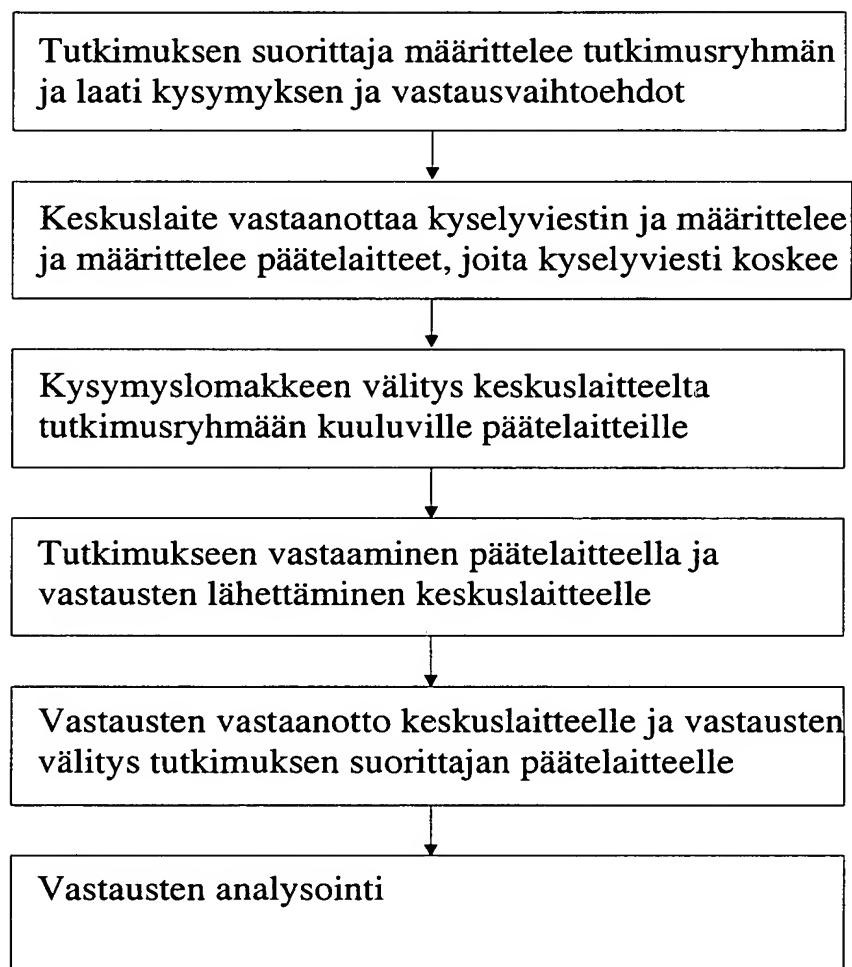 Tutkimuksen suorittaja määrittelee tutkimusryhmän
ja laati kysymyksen ja vastausvaihtoehdot
Keskuslaite vastaanottaa kyselyviestin ja määrittelee
ja määrittelee päätelaitteet, joita kyselyviesti koskee
Kysymyslomakkeen välitys keskuslaitteelta
tutkimusryhmään kuuluville päätelaitteille
Tutkimukseen vastaaminen päätelaitteella ja
vastausten lähettäminen keskuslaitteelle
Vastausten vastaanotto keskuslaitteelle ja vastausten
välitys tutkimuksen suorittajan päätelaitteelle
Vastausten analysointi